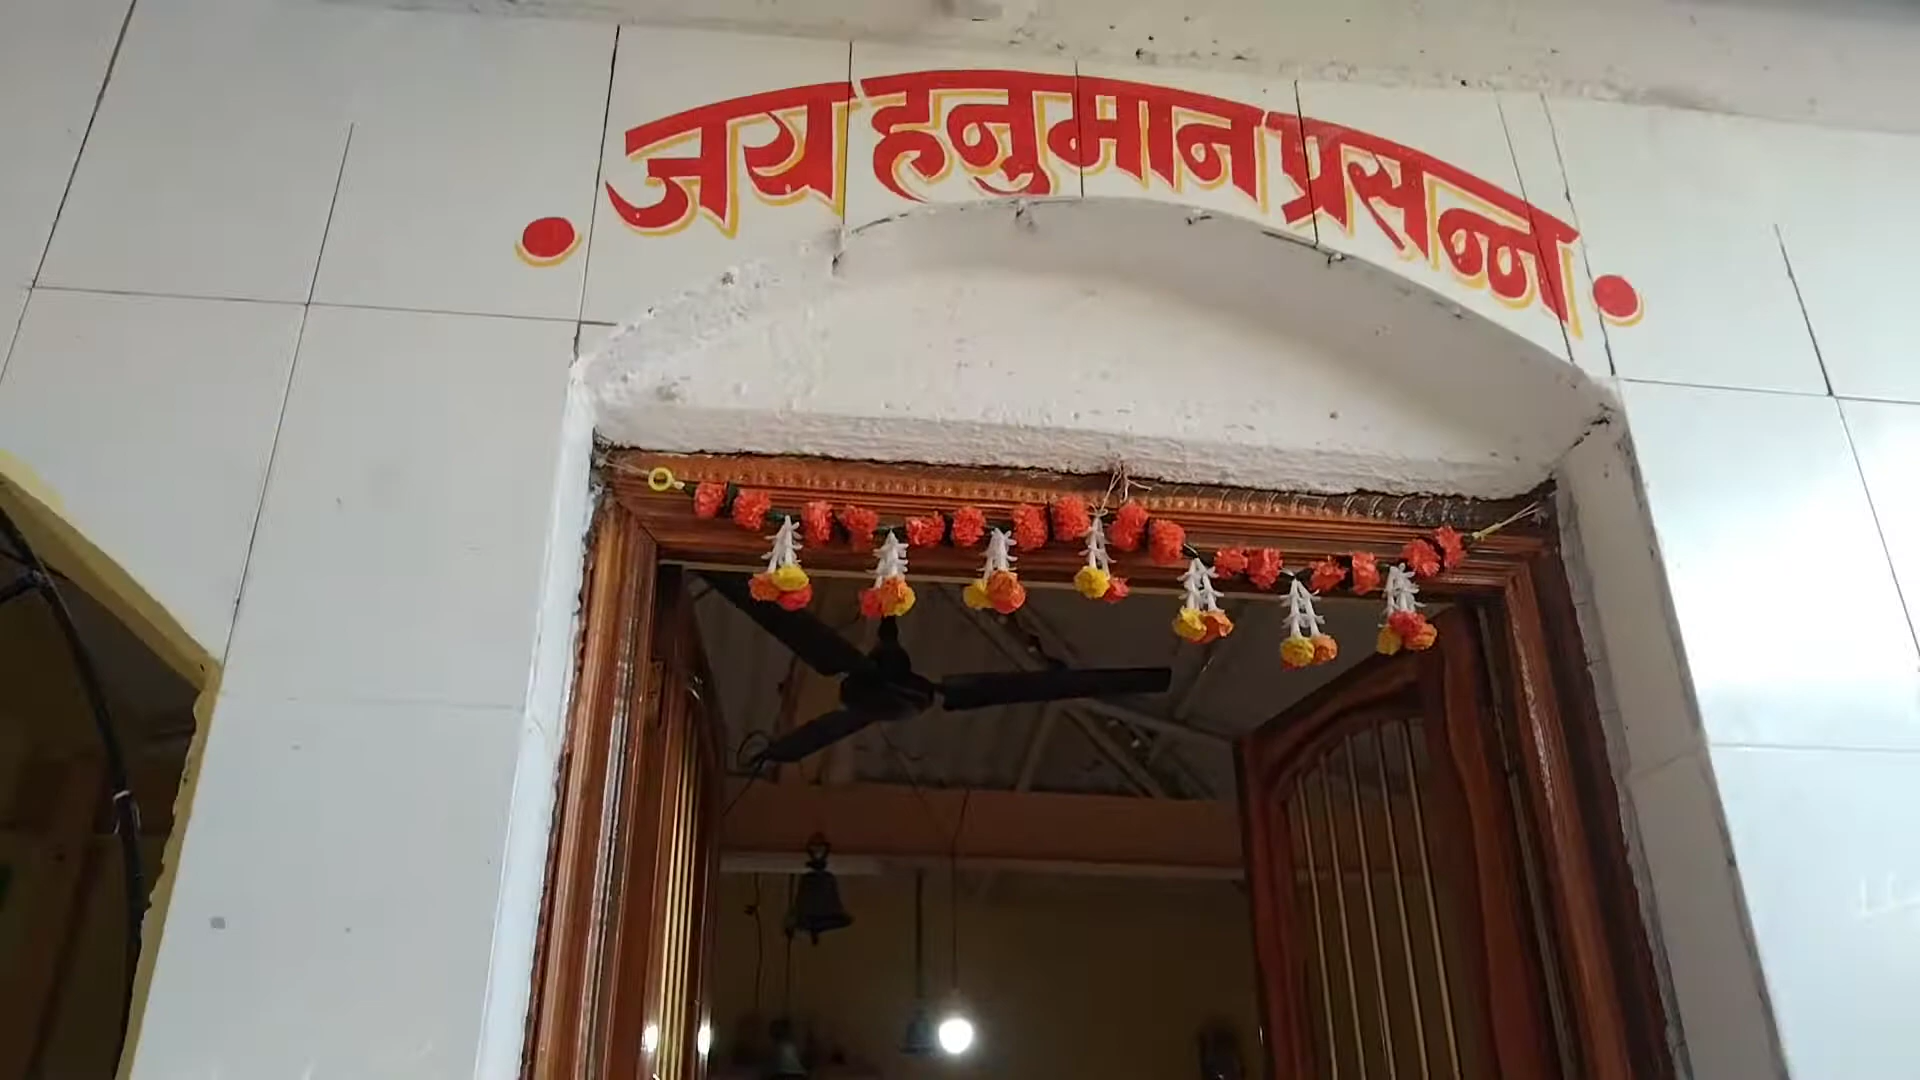 • जय हनुमान प्रसन्न •